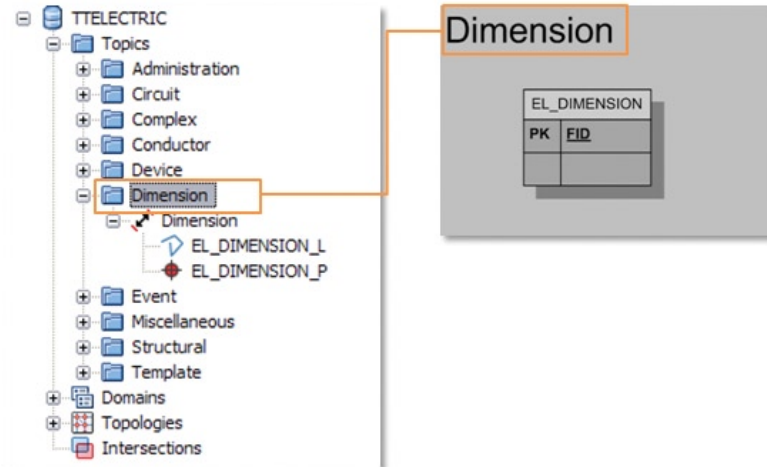 TTELECTRIC
Topics
Administration
Circuit
Complex
Conductor
Device
Dimension
Dimension
EL_DIMENSION_L
EL_DIMENSION_P
Event
Miscellaneous
Structural
Template
Domains
Topologies
Intersections
Dimension
EL_DIMENSION
PK FID